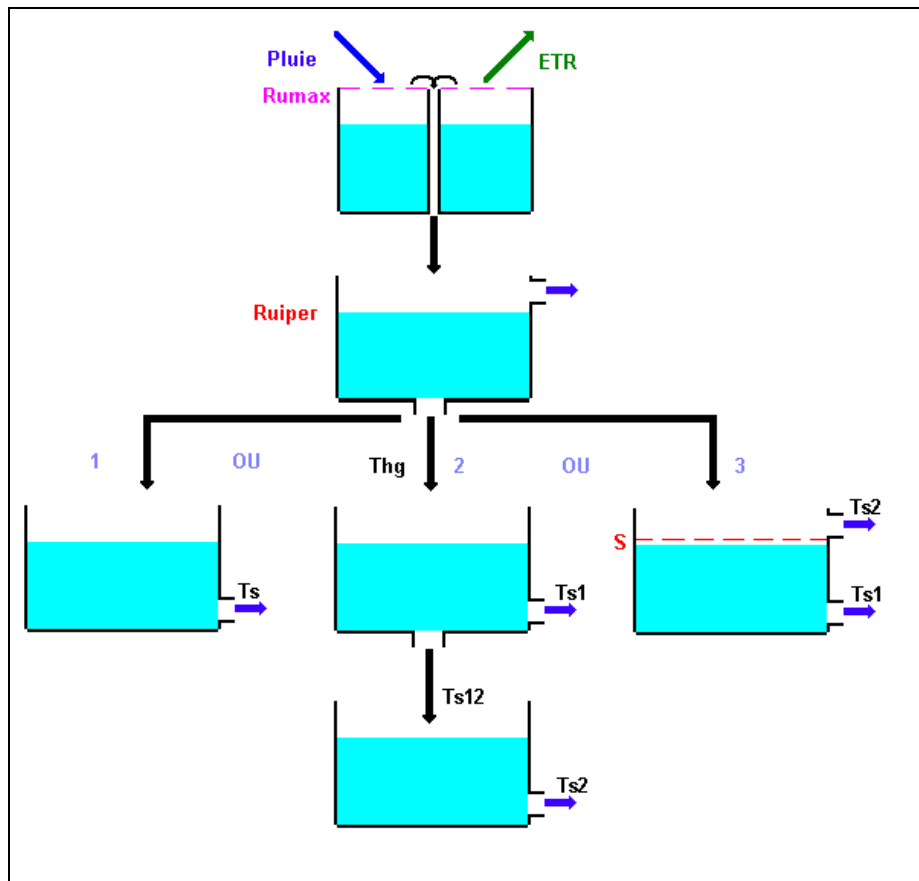 Pluie
ETR
Rumax
Ruiper
1
OU
Thg
2
OU
3
Ts2
S
Ts
Ts1
Ts1
Ts12
Ts2